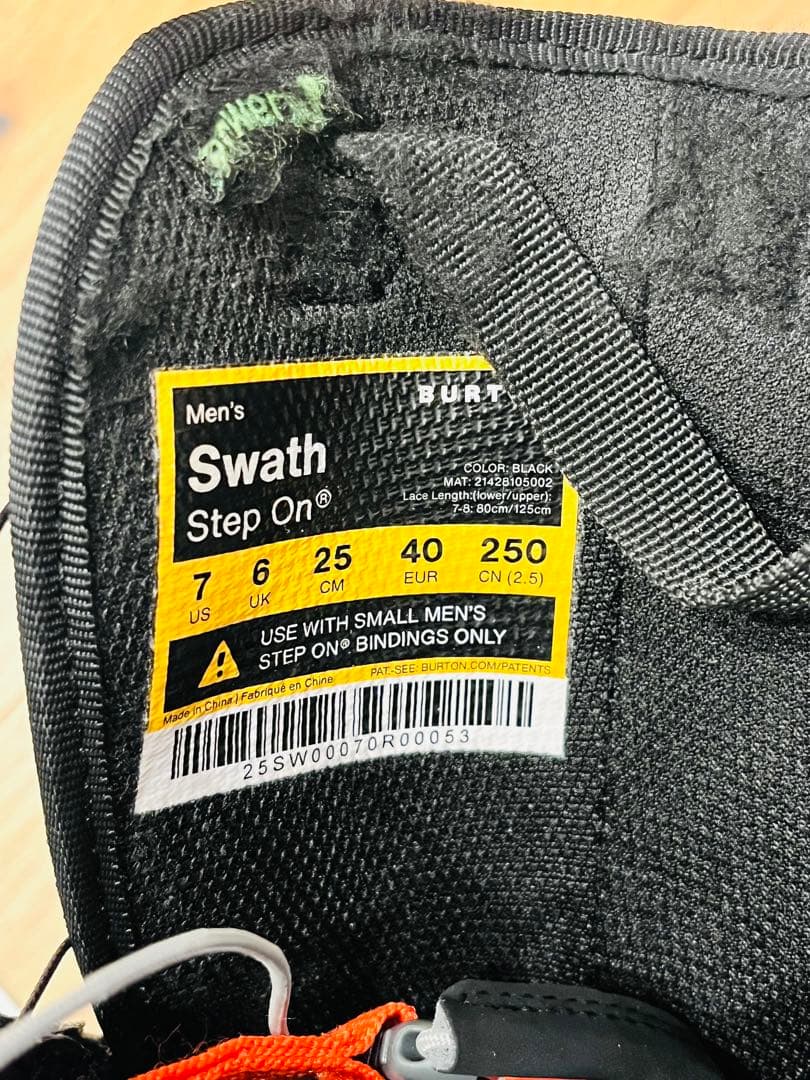 Men's
BURT
Swath
Step On®
COLOR: BLACK
MAT: 21428105002
Lace Length:(lower/upper):
7-8: 80cm/125cm
7 6 25 40 250
US UK CM EUR CN (2.5)
USE WITH SMALL MEN'S
STEP ON® BINDINGS ONLY
PAT.-SEE: BURTON.COM/PATENTS
Made in China | Fabriqué en Chine
25SW00070R00053